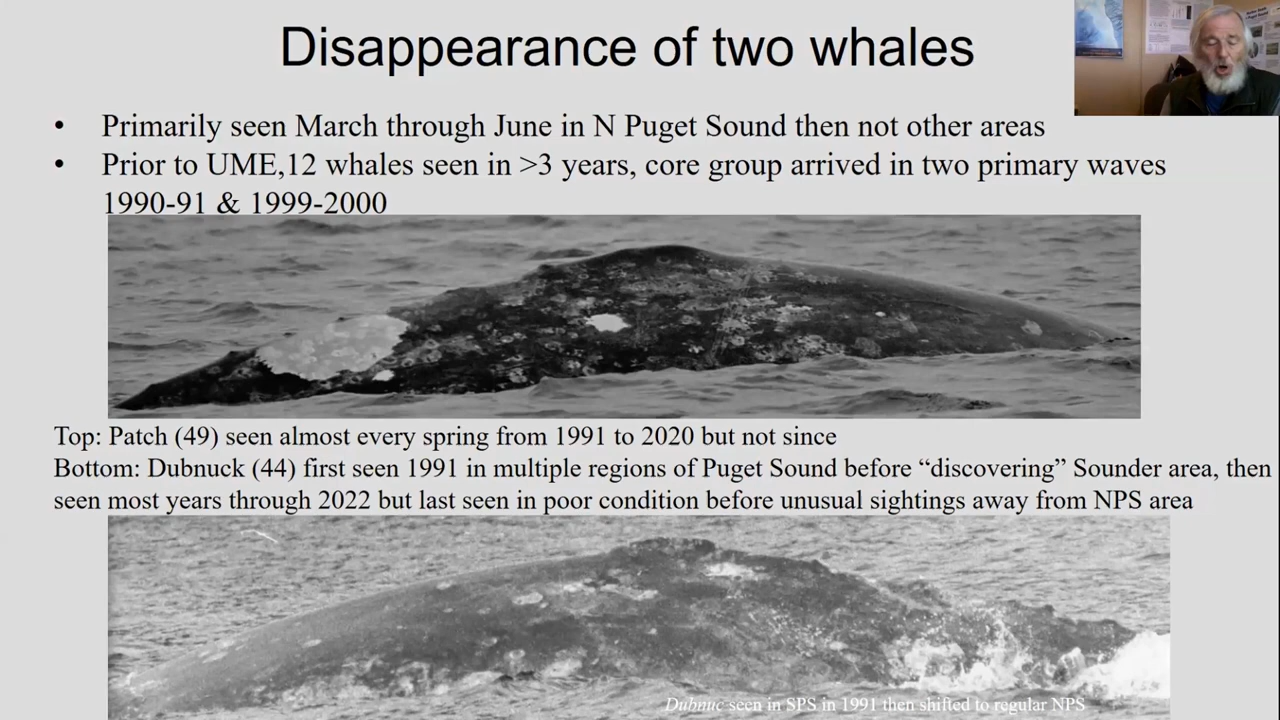 Disappearance of two whales
• Primarily seen March through June in N Puget Sound then not other areas
• Prior to UME,12 whales seen in >3 years, core group arrived in two primary waves
1990-91 & 1999-2000
Top: Patch (49) seen almost every spring from 1991 to 2020 but not since
Bottom: Dubnuck (44) first seen 1991 in multiple regions of Puget Sound before “discovering” Sounder area, then
seen most years through 2022 but last seen in poor condition before unusual sightings away from NPS area
Dubnuc seen in SPS in 1991 then shifted to regular NPS